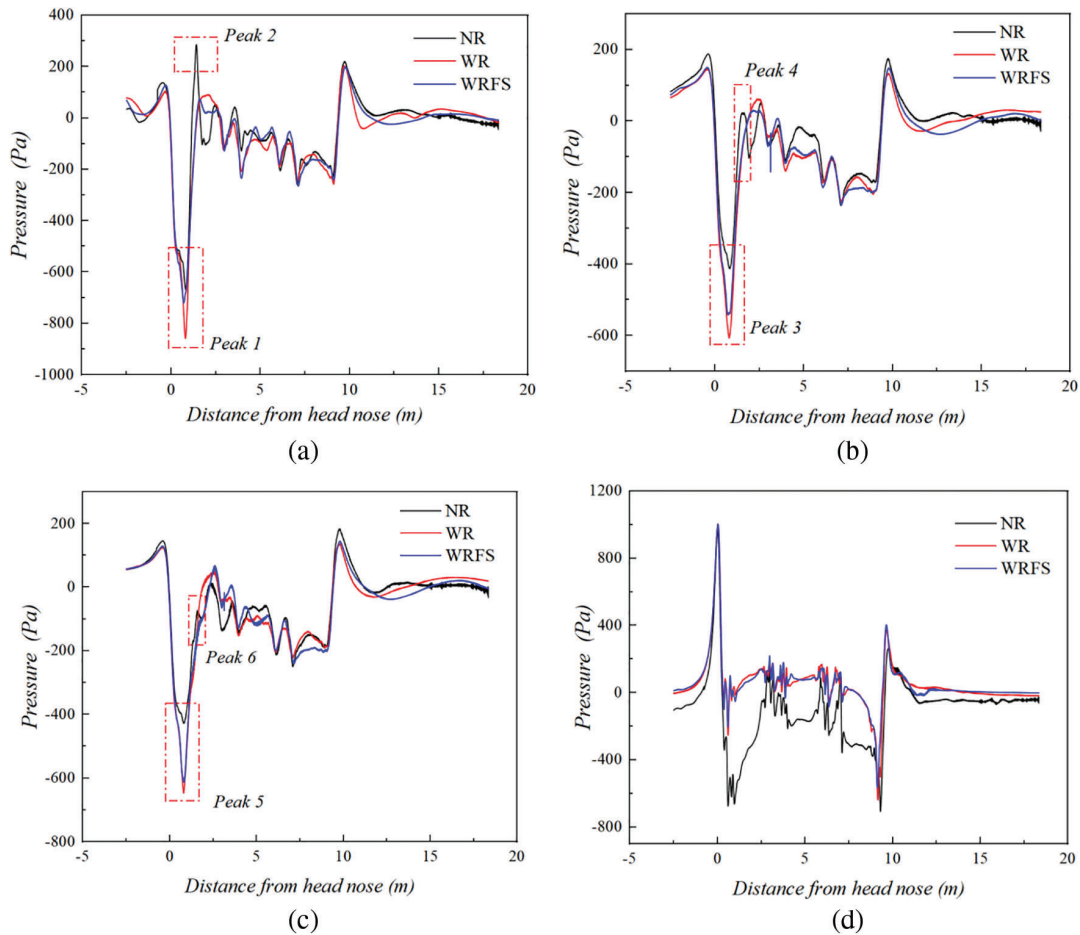 400
200
0
-200
-400
-600
-800
-1000
-5
0
5
10
15
20
Pressure (Pa)
Distance from head nose (m)
Peak 2
Peak 1
NR
WR
WRFS
(a)
200
0
-200
-400
-600
-5
0
5
10
15
20
Pressure (Pa)
Distance from head nose (m)
Peak 4
Peak 3
NR
WR
WRFS
(b)
200
0
-200
-400
-600
-800
-5
0
5
10
15
20
Pressure (Pa)
Distance from head nose (m)
Peak 6
Peak 5
NR
WR
WRFS
(c)
1200
800
400
0
-400
-800
-5
0
5
10
15
20
Pressure (Pa)
Distance from head nose (m)
NR
WR
WRFS
(d)